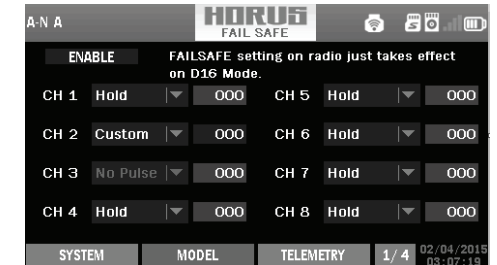 A-N A HORUS
FAIL SAFE
ENABLE FAILSAFE setting on radio just takes effect
on D16 Mode.
CH 1 Hold 000 CH 5 Hold 000
CH 2 Custom 000 CH 6 Hold 000
CH 3 No Pulse 000 CH 7 Hold 000
CH 4 Hold 000 CH 8 Hold 000
SYSTEM MODEL TELEMETRY 1/4 02/04/2015
03:07:19